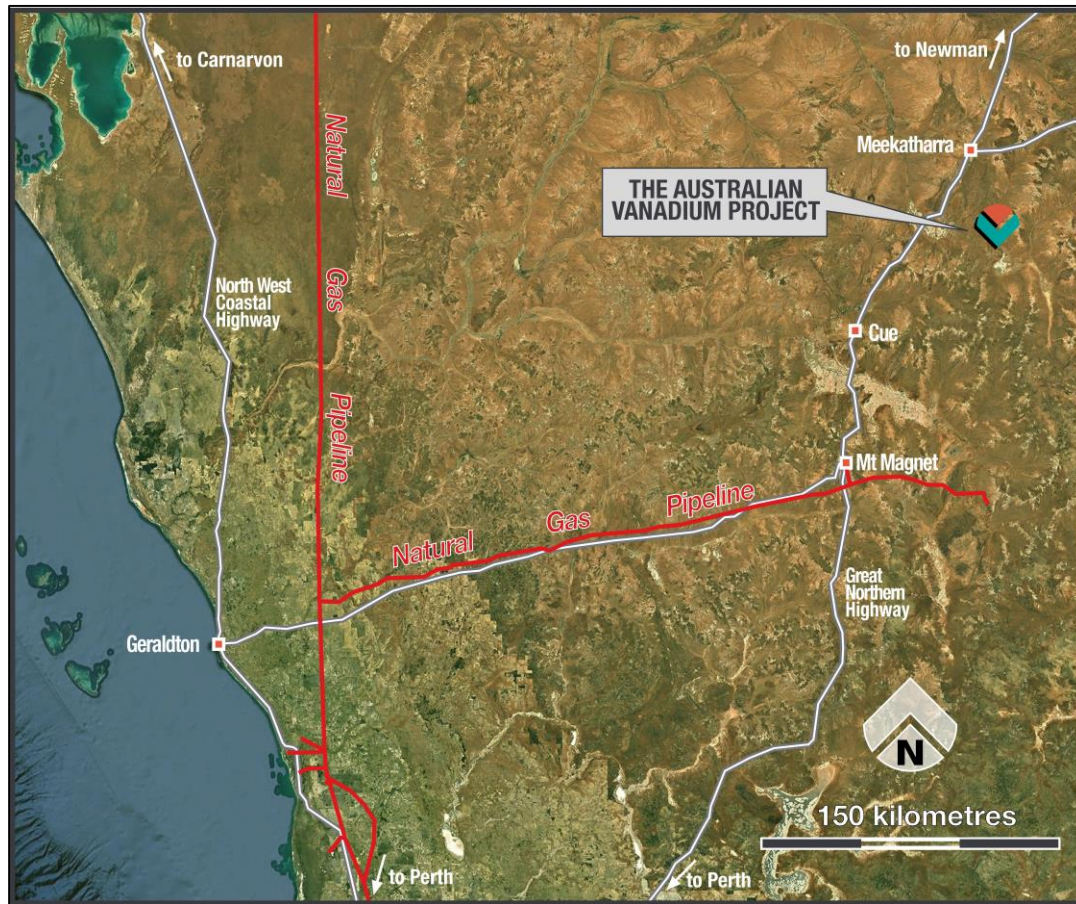 to Carnarvon
to Newman
Natural
Gas
Pipeline
Meekatharra
THE AUSTRALIAN
VANADIUM PROJECT
North West
Coastal
Highway
Cue
Mt Magnet
Natural Gas Pipeline
Great
Northern
Highway
Geraldton
N
150 kilometres
to Perth
to Perth